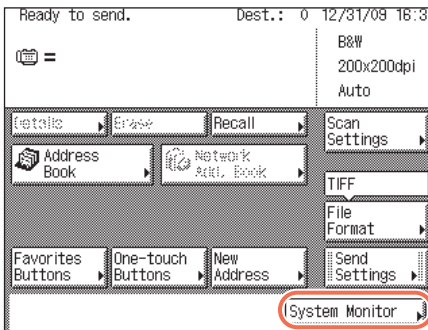 Ready to send. Dest.: 0 12/31/09 16:3
B&W
=
200x200dpi
Auto
Details Erase Recall Scan Settings
Address Book Network Add. Book
TIFF
File Format
Favorites Buttons One-touch Buttons New Address Send Settings
System Monitor